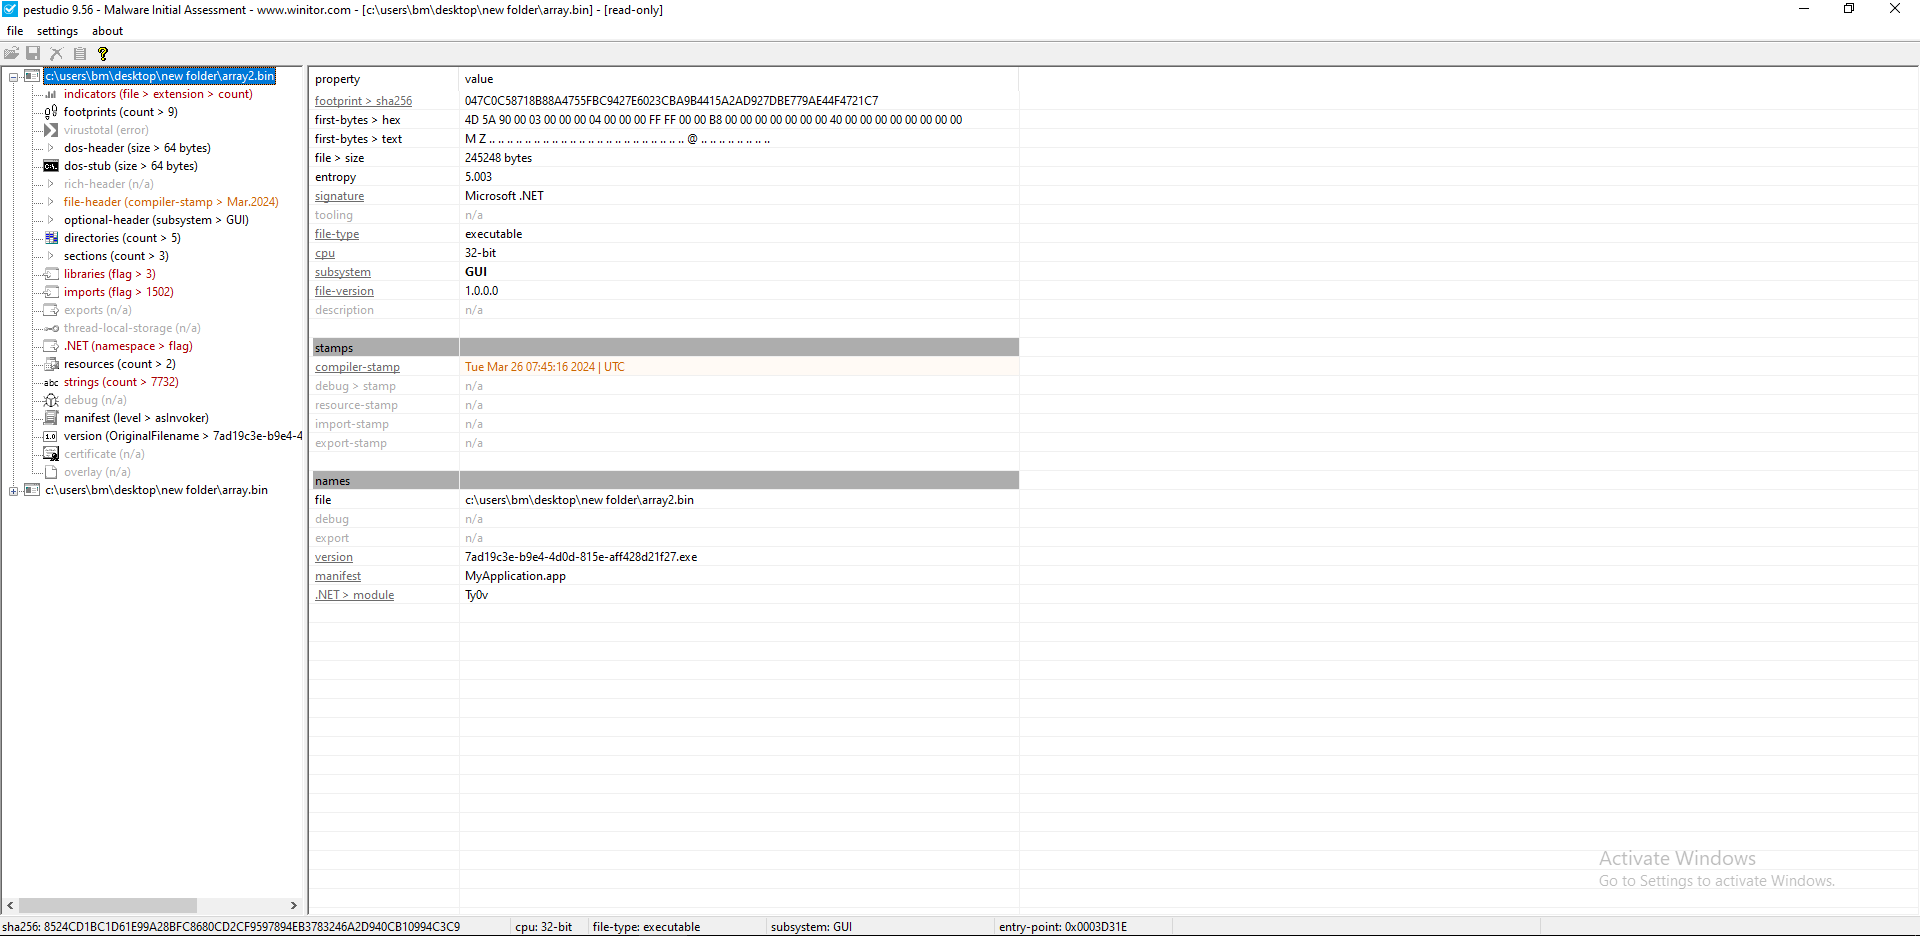 pestudio 9.56 - Malware Initial Assessment - www.winitor.com - [c:\users\bm\desktop\new folder\array.bin] - [read-only]
file settings about
c:\users\bm\desktop\new folder\array2.bin
indicators (file > extension > count)
footprints (count > 9)
virustotal (error)
dos-header (size > 64 bytes)
dos-stub (size > 64 bytes)
rich-header (n/a)
file-header (compiler-stamp > Mar.2024)
optional-header (subsystem > GUI)
directories (count > 5)
sections (count > 3)
libraries (flag > 3)
imports (flag > 1502)
exports (n/a)
thread-local-storage (n/a)
.NET (namespace > flag)
resources (count > 2)
abc strings (count > 7732)
debug (n/a)
manifest (level > asInvoker)
1.0 version (OriginalFilename > 7ad19c3e-b9e4-4
certificate (n/a)
overlay (n/a)
c:\users\bm\desktop\new folder\array.bin
property value
footprint > sha256 047C0C58718B88A4755FBC9427E6023CBA9B4415A2AD927DBE779AE44F4721C7
first-bytes > hex 4D 5A 90 00 03 00 00 00 04 00 00 00 FF FF 00 00 B8 00 00 00 00 00 00 00 40 00 00 00 00 00 00 00 00
first-bytes > text M Z .. .. .. .. .. .. .. .. .. .. .. .. .. .. .. .. .. .. .. .. .. .. @ .. .. .. .. .. .. .. ..
file > size 245248 bytes
entropy 5.003
signature Microsoft .NET
tooling n/a
file-type executable
cpu 32-bit
subsystem GUI
file-version 1.0.0.0
description n/a
stamps
compiler-stamp Tue Mar 26 07:45:16 2024 | UTC
debug > stamp n/a
resource-stamp n/a
import-stamp n/a
export-stamp n/a
names
file c:\users\bm\desktop\new folder\array2.bin
debug n/a
export n/a
version 7ad19c3e-b9e4-4d0d-815e-aff428d21f27.exe
manifest MyApplication.app
.NET > module Ty0v
Activate Windows
Go to Settings to activate Windows.
sha256: 8524CD1BC1D61E99A28BFC8680CD2CF9597894EB3783246A2D940CB10994C3C9 cpu: 32-bit file-type: executable subsystem: GUI entry-point: 0x0003D31E